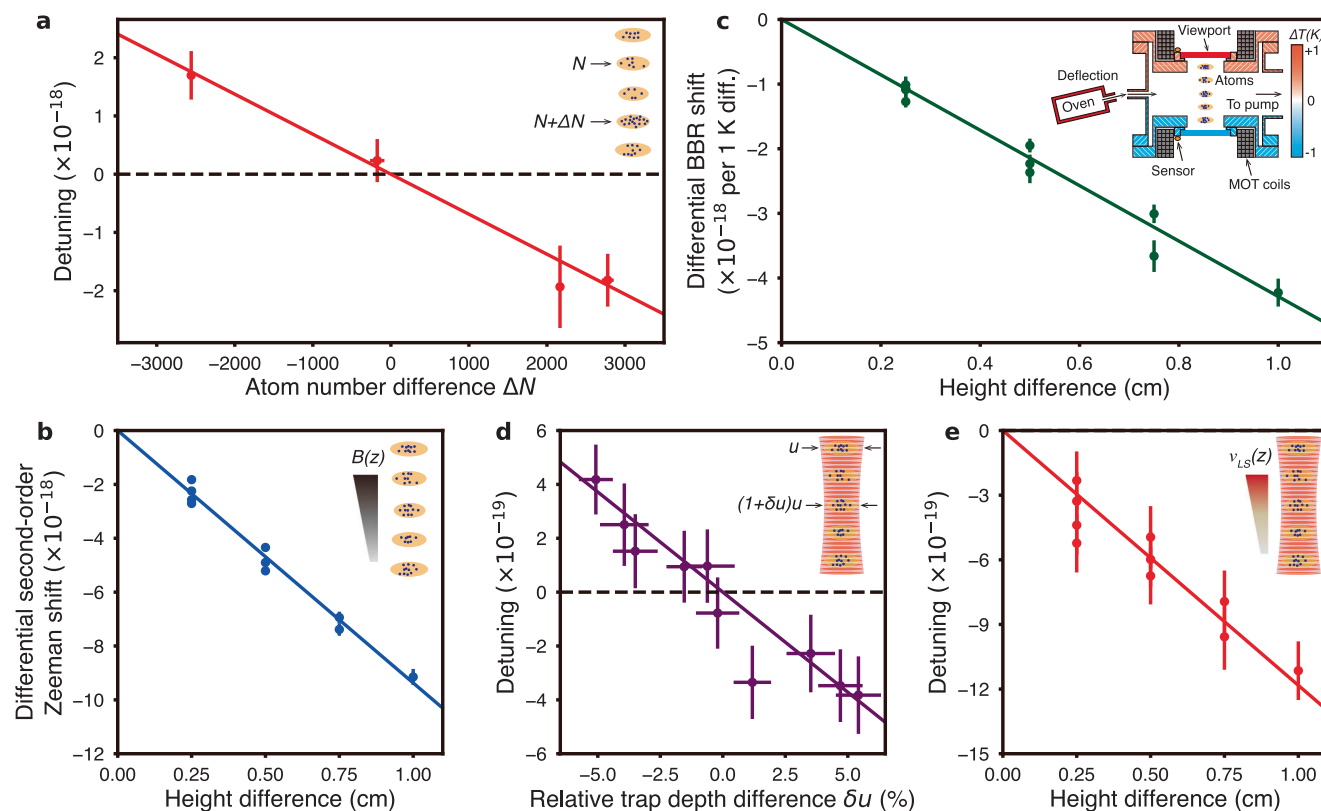 a
2
1
0
−1
−2
Detuning (×10⁻¹⁸)
−3000
−2000
−1000
0
1000
2000
3000
Atom number difference ΔN
N
N+ΔN
c
0
−1
−2
−3
−4
−5
Differential BBR shift
(×10⁻¹⁸ per 1 K diff.)
0.0
0.2
0.4
0.6
0.8
1.0
Height difference (cm)
Viewport
ΔT(K)
+1
0
-1
Deflection
Oven
Atoms
To pump
Sensor
MOT coils
b
0
−2
−4
−6
−8
−10
−12
Differential second-order
Zeeman shift (×10⁻¹⁸)
0.00
0.25
0.50
0.75
1.00
Height difference (cm)
B(z)
d
6
4
2
0
−2
−4
−6
Detuning (×10⁻¹⁹)
−5.0
−2.5
0.0
2.5
5.0
Relative trap depth difference δu (%)
u
(1+δu)u
e
0
−3
−6
−9
−12
−15
Detuning (×10⁻¹⁹)
0.00
0.25
0.50
0.75
1.00
Height difference (cm)
ν_LS(z)